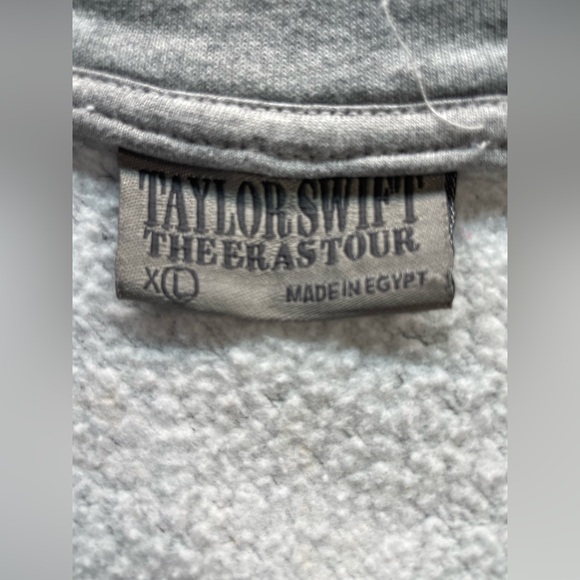 TAYLOR SWIFT
THE ERAS TOUR
XL MADE IN EGYPT